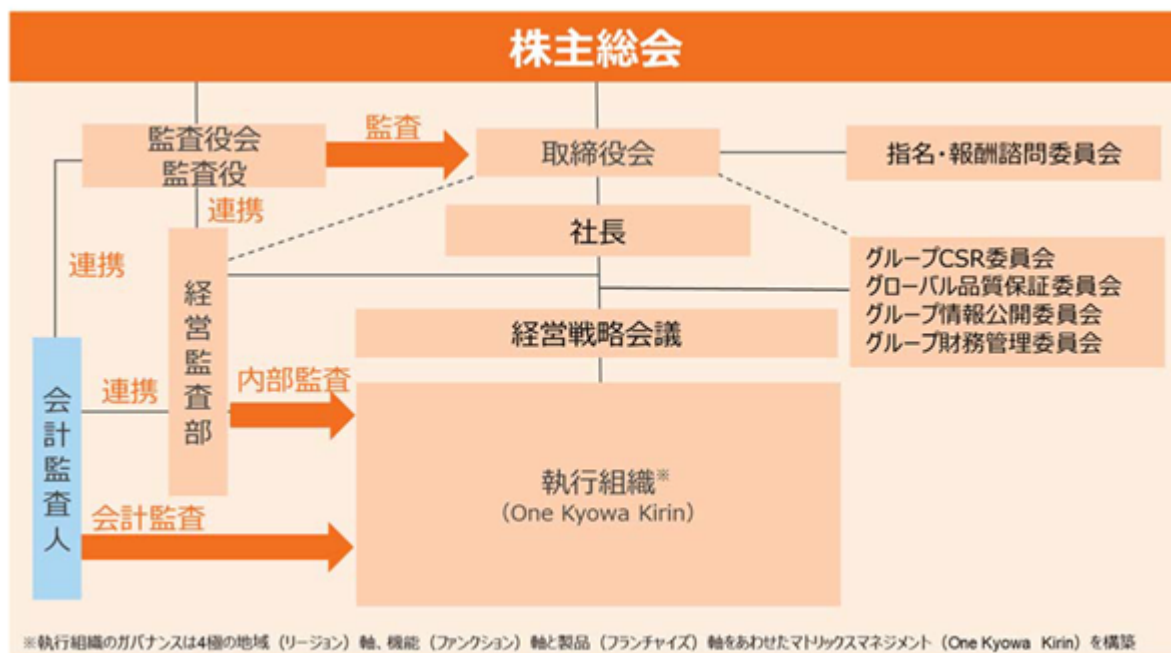 株主総会
監査役会
監査役
監査
取締役会
指名・報酬諮問委員会
連携
社長
連携
グループCSR委員会
グローバル品質保証委員会
グループ情報公開委員会
グループ財務管理委員会
経営監査部
経営戦略会議
会計監査人
連携
内部監査
執行組織※
(One Kyowa Kirin)
会計監査
※執行組織のガバナンスは4極の地域（リージョン）軸、機能（ファンクション）軸と製品（フランチャイズ）軸をあわせたマトリックスマネジメント（One Kyowa Kirin）を構築